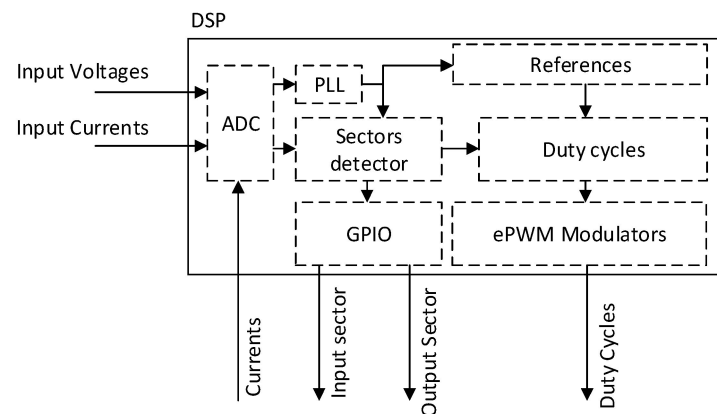 DSP
Input Voltages
Input Currents
ADC
PLL
References
Sectors
detector
Duty cycles
GPIO
ePWM Modulators
Currents
Input sector
Output Sector
Duty Cycles